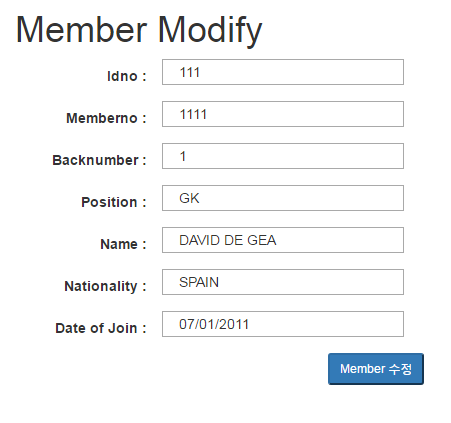 Member Modify
Idno : 111
Memberno : 1111
Backnumber : 1
Position : GK
Name : DAVID DE GEA
Nationality : SPAIN
Date of Join : 07/01/2011
Member 수정